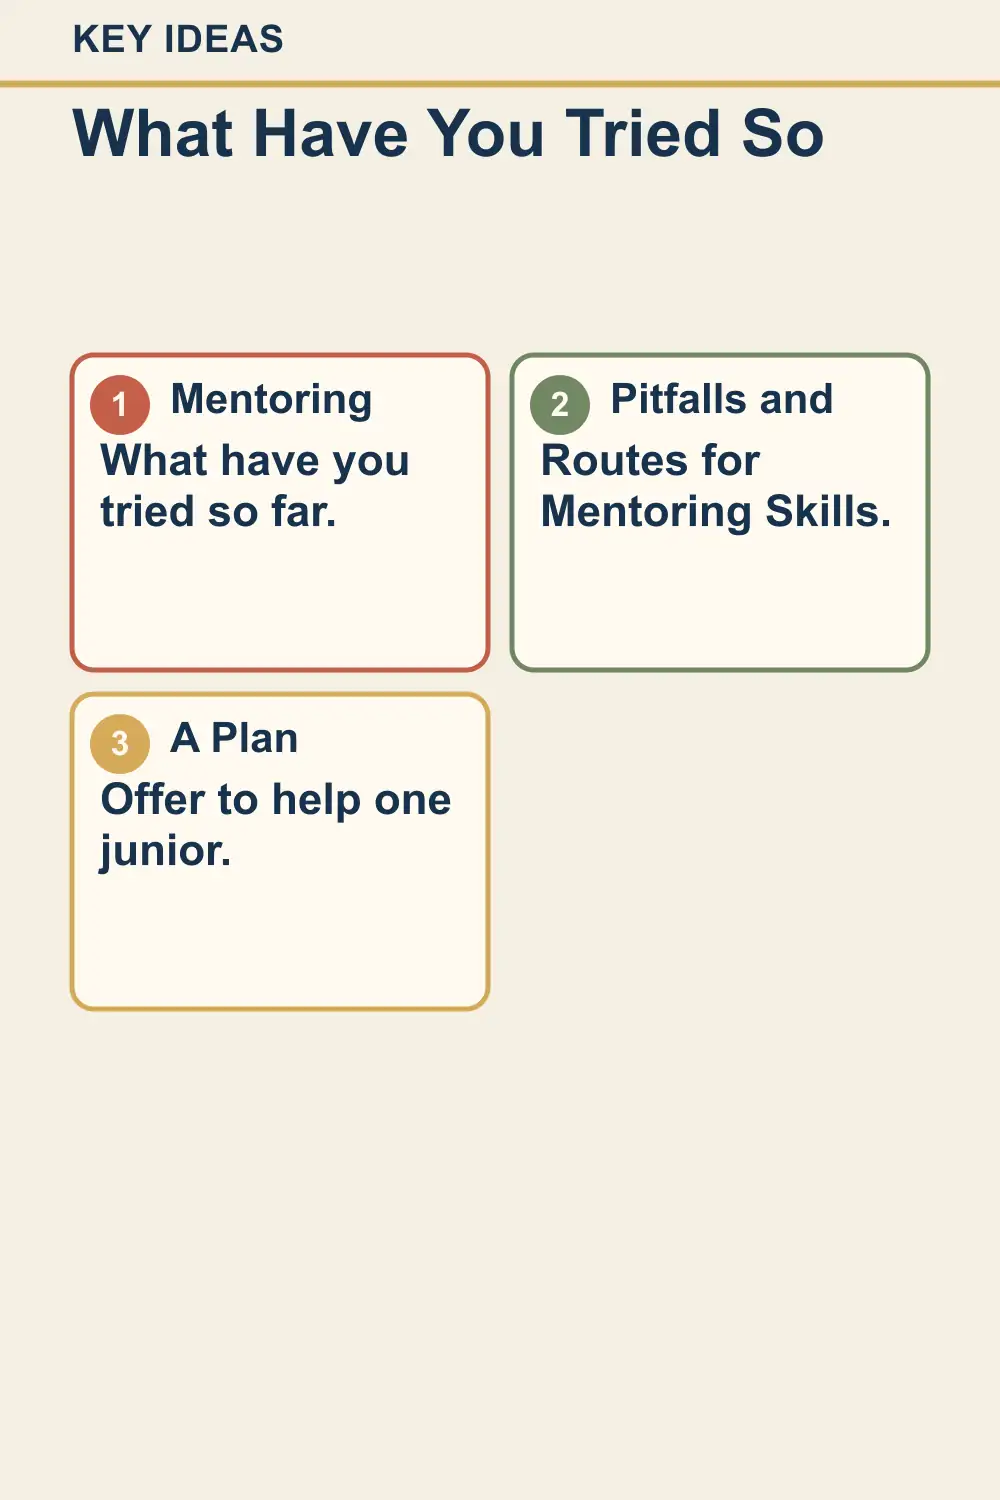 KEY IDEAS
What Have You Tried So
1 Mentoring
What have you
tried so far.
2 Pitfalls and
Routes for
Mentoring Skills.
3 A Plan
Offer to help one
junior.